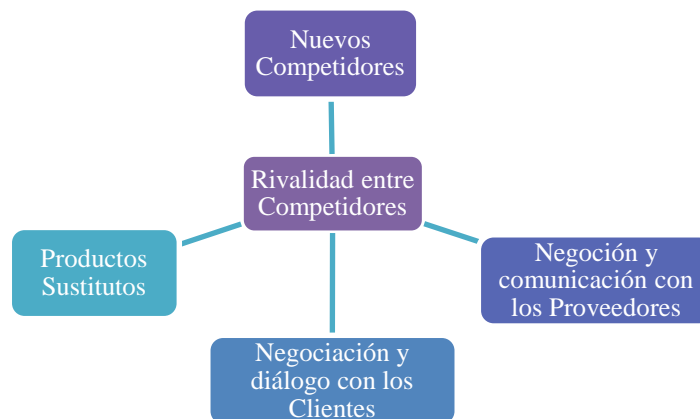 Nuevos
Competidores
Rivalidad entre
Competidores
Productos
Sustitutos
Negoción y
comunicación con
los Proveedores
Negociación y
diálogo con los
Clientes